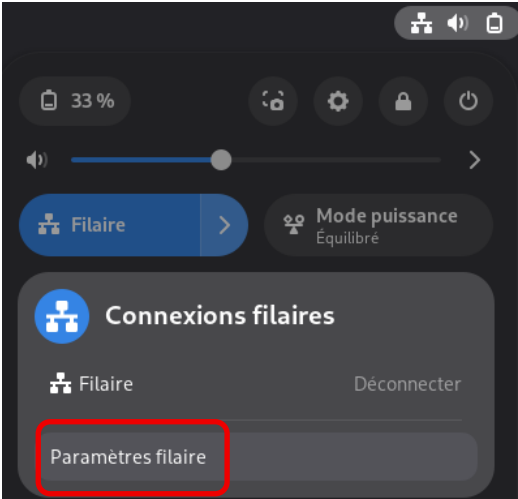 33 %
Filaire
Mode puissance
Équilibré
Connexions filaires
Filaire Déconnecter
Paramètres filaire